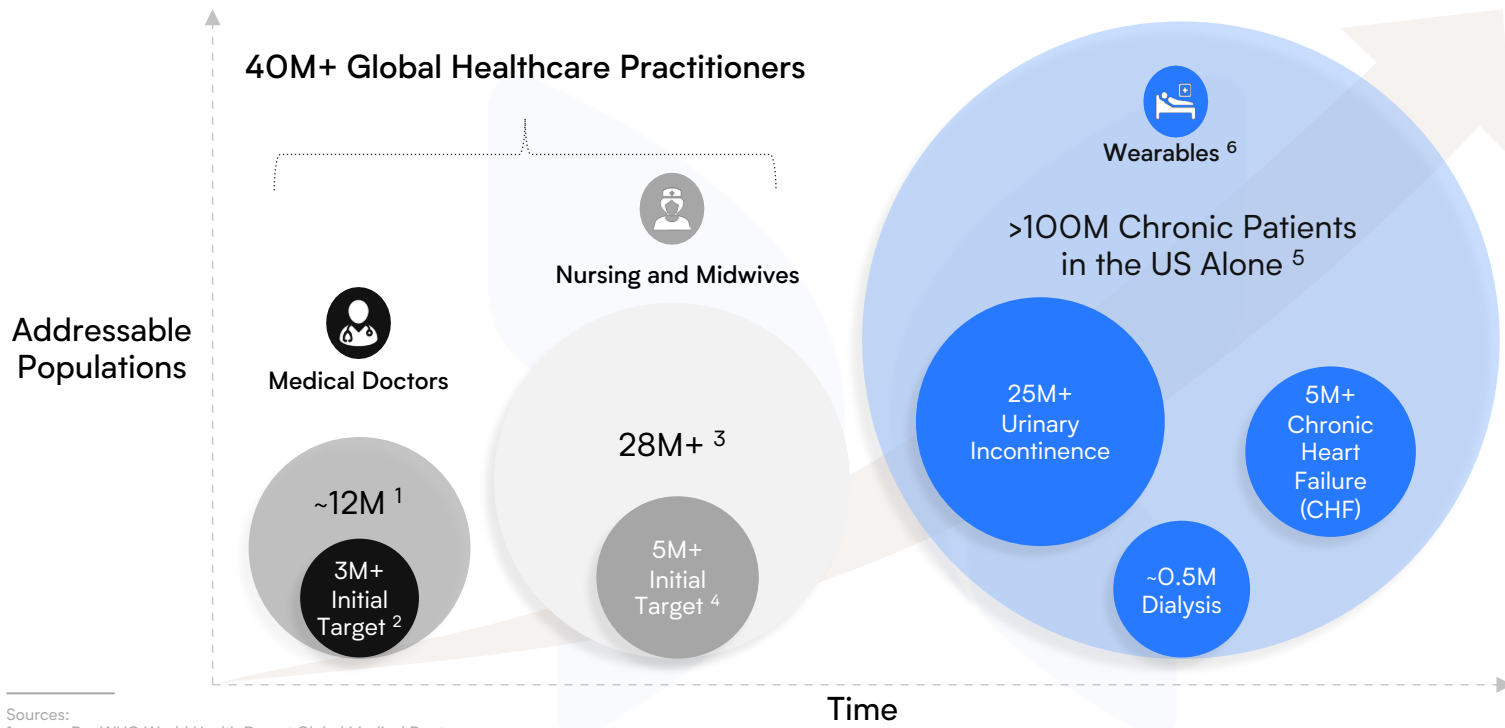 40M+ Global Healthcare Practitioners
Addressable
Populations
Medical Doctors
~12M 1
3M+
Initial
Target 2
Nursing and Midwives
28M+ 3
5M+
Initial
Target 4
Wearables 6
>100M Chronic Patients
in the US Alone 5
25M+
Urinary
Incontinence
5M+
Chronic
Heart
Failure
(CHF)
~0.5M
Dialysis
Time
Sources: